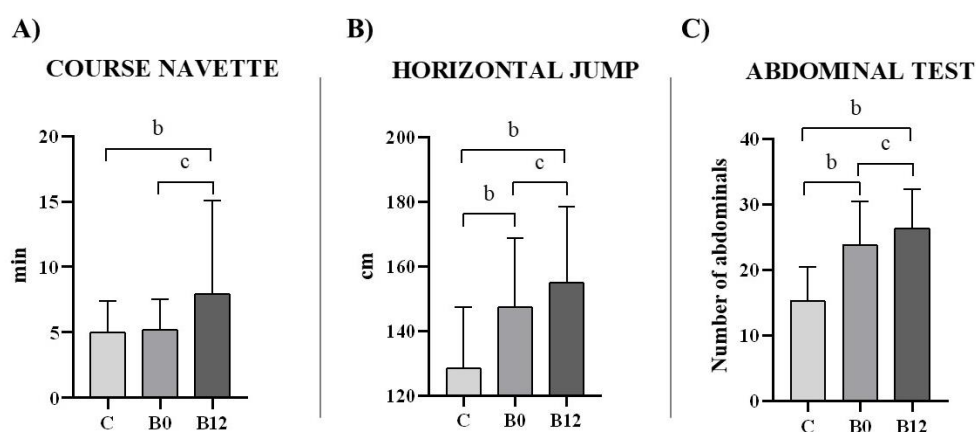 A)
COURSE NAVETTE
min
20
15
10
5
0
b
c
C B0 B12
B)
HORIZONTAL JUMP
cm
200
180
160
140
120
b
c
b
C B0 B12
C)
ABDOMINAL TEST
Number of abdominals
40
30
20
10
0
b
c
b
C B0 B12